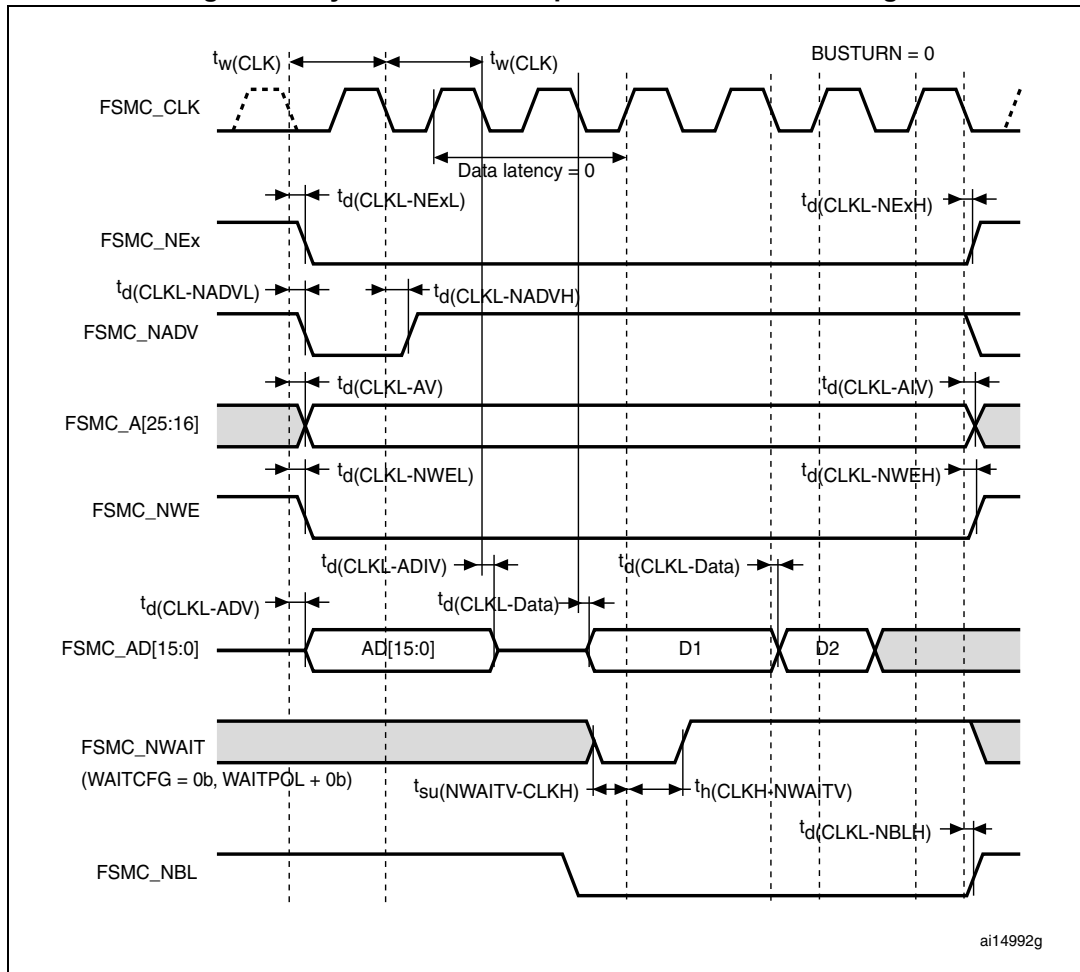 BUSTURN = 0
tw(CLK)
tw(CLK)
FSMC_CLK
Data latency = 0
td(CLKL-NExL)
td(CLKL-NExH)
FSMC_NEx
td(CLKL-NADVL)
td(CLKL-NADVH)
FSMC_NADV
td(CLKL-AV)
td(CLKL-AIV)
FSMC_A[25:16]
td(CLKL-NWEL)
td(CLKL-NWEH)
FSMC_NWE
td(CLKL-ADIV)
td(CLKL-Data)
td(CLKL-ADV)
td(CLKL-Data)
FSMC_AD[15:0]
AD[15:0]
D1
D2
FSMC_NWAIT
(WAITCFG = 0b, WAITPOL + 0b)
tsu(NWAITV-CLKH)
th(CLKH-NWAITV)
td(CLKL-NBLH)
FSMC_NBL
ai14992g